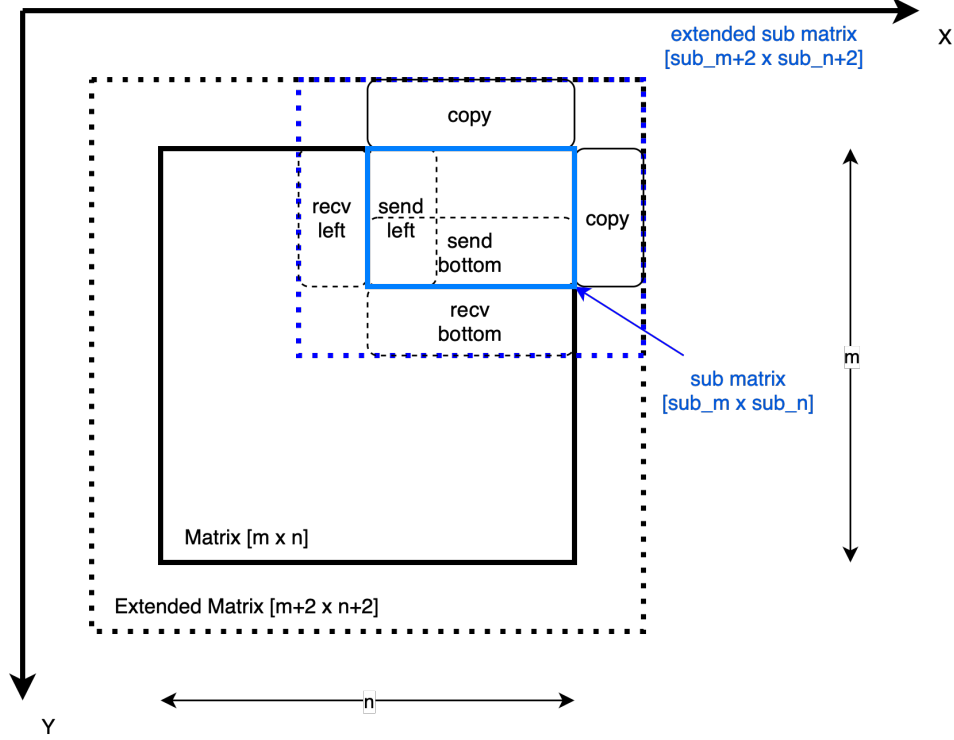 X
extended sub matrix
[sub_m+2 x sub_n+2]
copy
recv
left
send
left
copy
send
bottom
recv
bottom
m
sub matrix
[sub_m x sub_n]
Matrix [m x n]
Extended Matrix [m+2 x n+2]
n
Y